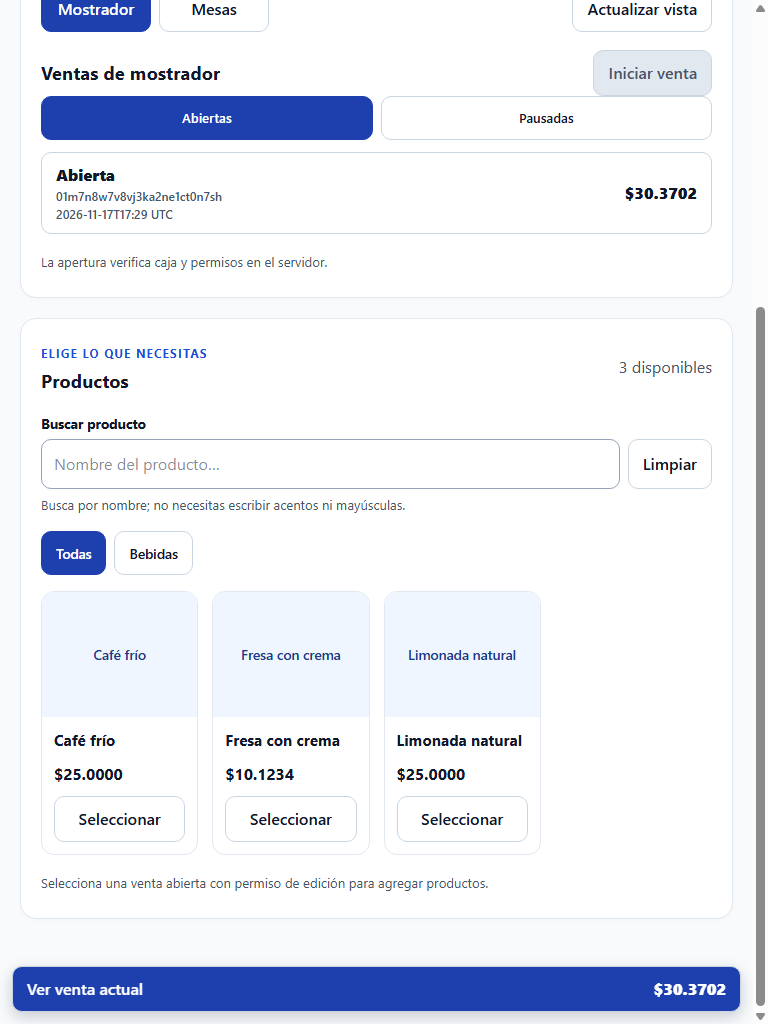 Mostrador
Mesas
Actualizar vista
Ventas de mostrador
Iniciar venta
Abiertas
Pausadas
Abierta
01m7n8w7v8vj3ka2ne1ct0n7sh
2026-11-17T17:29 UTC
$30.3702
La apertura verifica caja y permisos en el servidor.
ELIGE LO QUE NECESITAS
Productos
3 disponibles
Buscar producto
Nombre del producto...
Limpiar
Busca por nombre; no necesitas escribir acentos ni mayúsculas.
Todas
Bebidas
Café frío
Fresa con crema
Limonada natural
Café frío
$25.0000
Seleccionar
Fresa con crema
$10.1234
Seleccionar
Limonada natural
$25.0000
Seleccionar
Selecciona una venta abierta con permiso de edición para agregar productos.
Ver venta actual
$30.3702